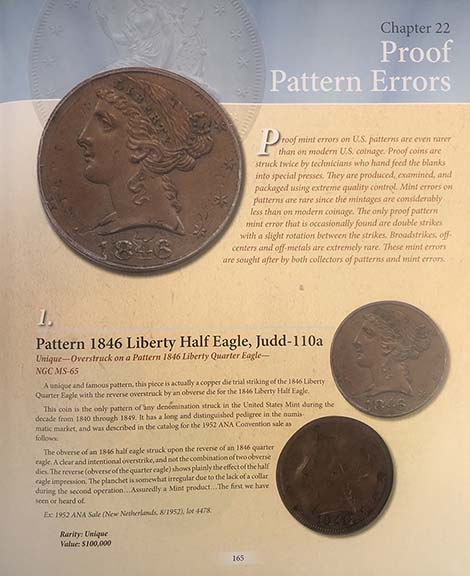 Chapter 22
Proof
Pattern Errors
LIBERTY
1846
Proof mint errors on U.S. patterns are even rarer
than on modern U.S. coinage. Proof coins are
struck twice by technicians who hand feed the blanks
into special presses. They are produced, examined, and
packaged using extreme quality control. Mint errors on
patterns are rare since the mintages are considerably
less than on modern coinage. The only proof pattern
mint error that is occasionally found are double strikes
with a slight rotation between the strikes. Broadstrikes, off-
centers and off-metals are extremely rare. These mint errors
are sought after by both collectors of patterns and mint errors.
1.
Pattern 1846 Liberty Half Eagle, Judd-110a
Unique—Overstruck on a Pattern 1846 Liberty Quarter Eagle—
NGC MS-65
A unique and famous pattern, this piece is actually a copper die trial striking of the 1846 Liberty
Quarter Eagle with the reverse overstruck by an obverse die for the 1846 Liberty Half Eagle.
This coin is the only pattern of any denomination struck in the United States Mint during the
decade from 1840 through 1849. It has a long and distinguished pedigree in the numis-
matic market, and was described in the catalog for the 1952 ANA Convention sale as
follows:
The obverse of an 1846 half eagle struck upon the reverse of an 1846 quarter
eagle. A clear and intentional overstrike, and not the combination of two obverse
dies. The reverse (obverse of the quarter eagle) shows plainly the effect of the half
eagle impression. The planchet is somewhat irregular due to the lack of a collar
during the second operation…Assuredly a Mint product…The first we have
seen or heard of.
Ex: 1952 ANA Sale (New Netherlands, 8/1952), lot 4478.
Rarity: Unique
Value: $100,000
1846
1846
165